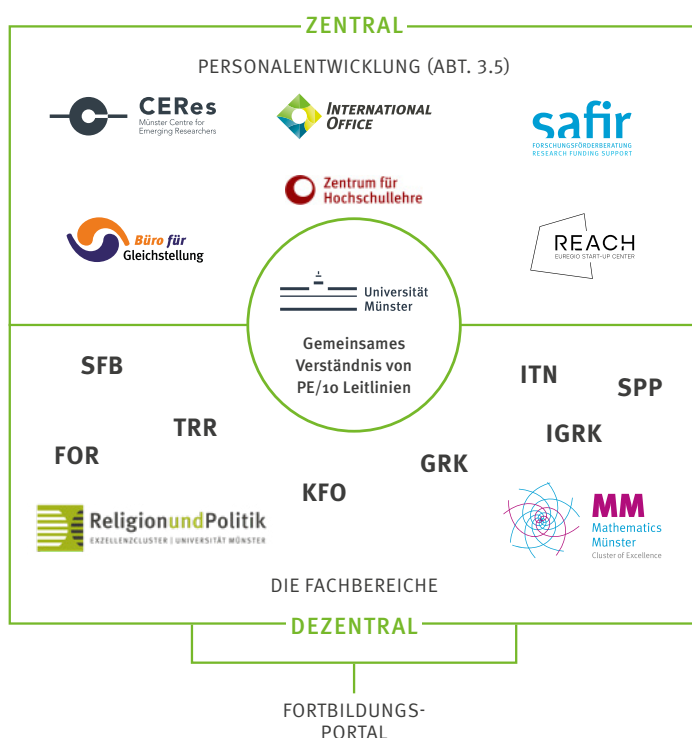 ZENTRAL
PERSONALENTWICKLUNG (ABT. 3.5)
CERes
Münster Centre for
Emerging Researchers
INTERNATIONAL
OFFICE
safir
FORSCHUNGSFÖRDERBERATUNG
RESEARCH FUNDING SUPPORT
Zentrum für
Hochschullehre
Büro für
Gleichstellung
REACH
EUREGIO START-UP CENTER
Universität
Münster
Gemeinsames
Verständnis von
PE/10 Leitlinien
SFB
ITN
SPP
TRR
IGRK
FOR
GRK
KFO
ReligionundPolitik
EXZELLENZCLUSTER | UNIVERSITÄT MÜNSTER
MM
Mathematics
Münster
Cluster of Excellence
DIE FACHBEREICHE
DEZENTRAL
FORTBILDUNGS-
PORTAL